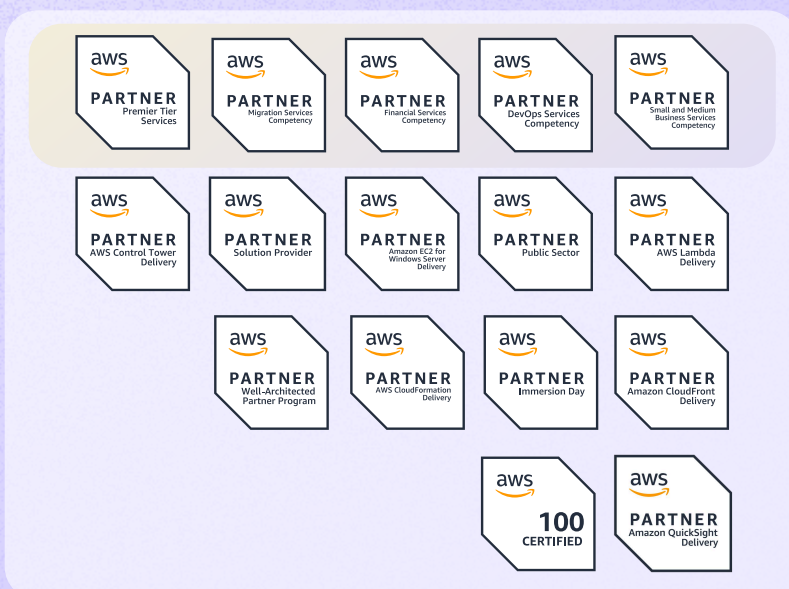 aws
PARTNER
Premier Tier
Services
aws
PARTNER
Migration Services
Competency
aws
PARTNER
Financial Services
Competency
aws
PARTNER
DevOps Services
Competency
aws
PARTNER
Small and Medium
Business Services
Competency
aws
PARTNER
AWS Control Tower
Delivery
aws
PARTNER
Solution Provider
aws
PARTNER
Amazon EC2 for
Windows Server
Delivery
aws
PARTNER
Public Sector
aws
PARTNER
AWS Lambda
Delivery
aws
PARTNER
Well-Architected
Partner Program
aws
PARTNER
AWS CloudFormation
Delivery
aws
PARTNER
Immersion Day
aws
PARTNER
Amazon CloudFront
Delivery
aws
100
CERTIFIED
aws
PARTNER
Amazon QuickSight
Delivery